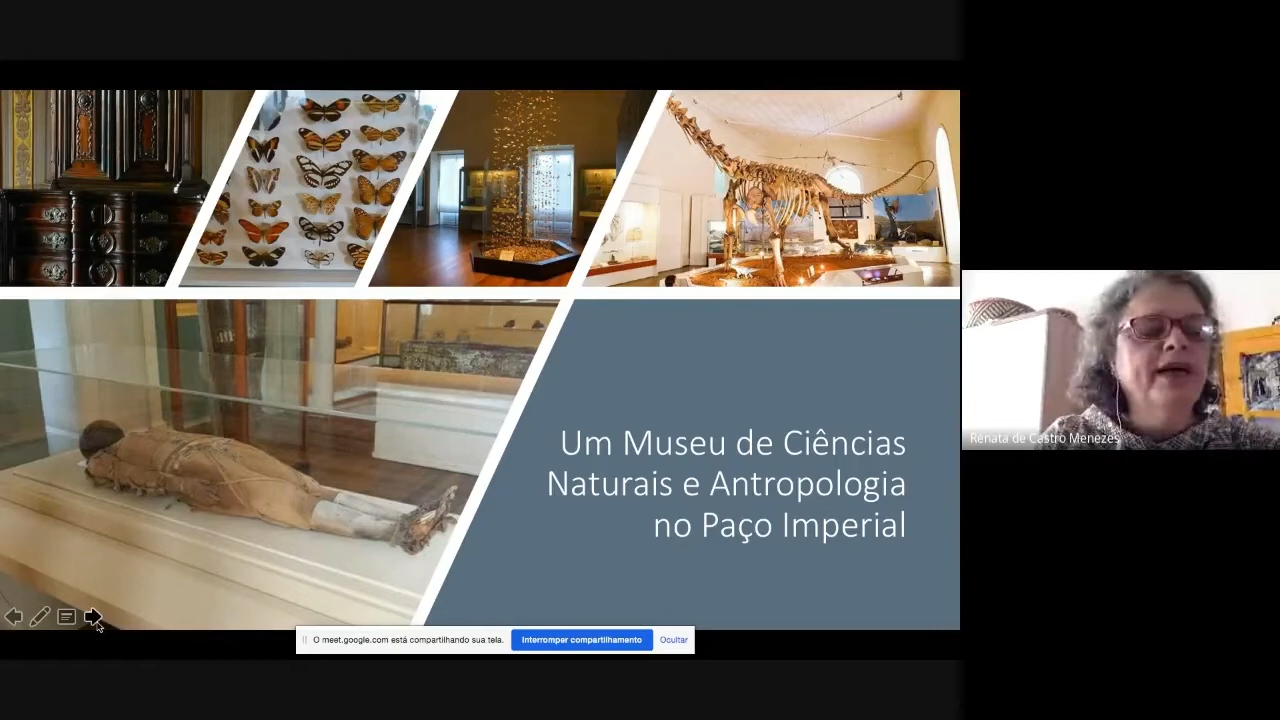 Um Museu de Ciências
Naturais e Antropologia
no Paço Imperial
Renata de Castro Menezes
O meet.google.com está compartilhando sua tela.
Interromper compartilhamento
Ocultar